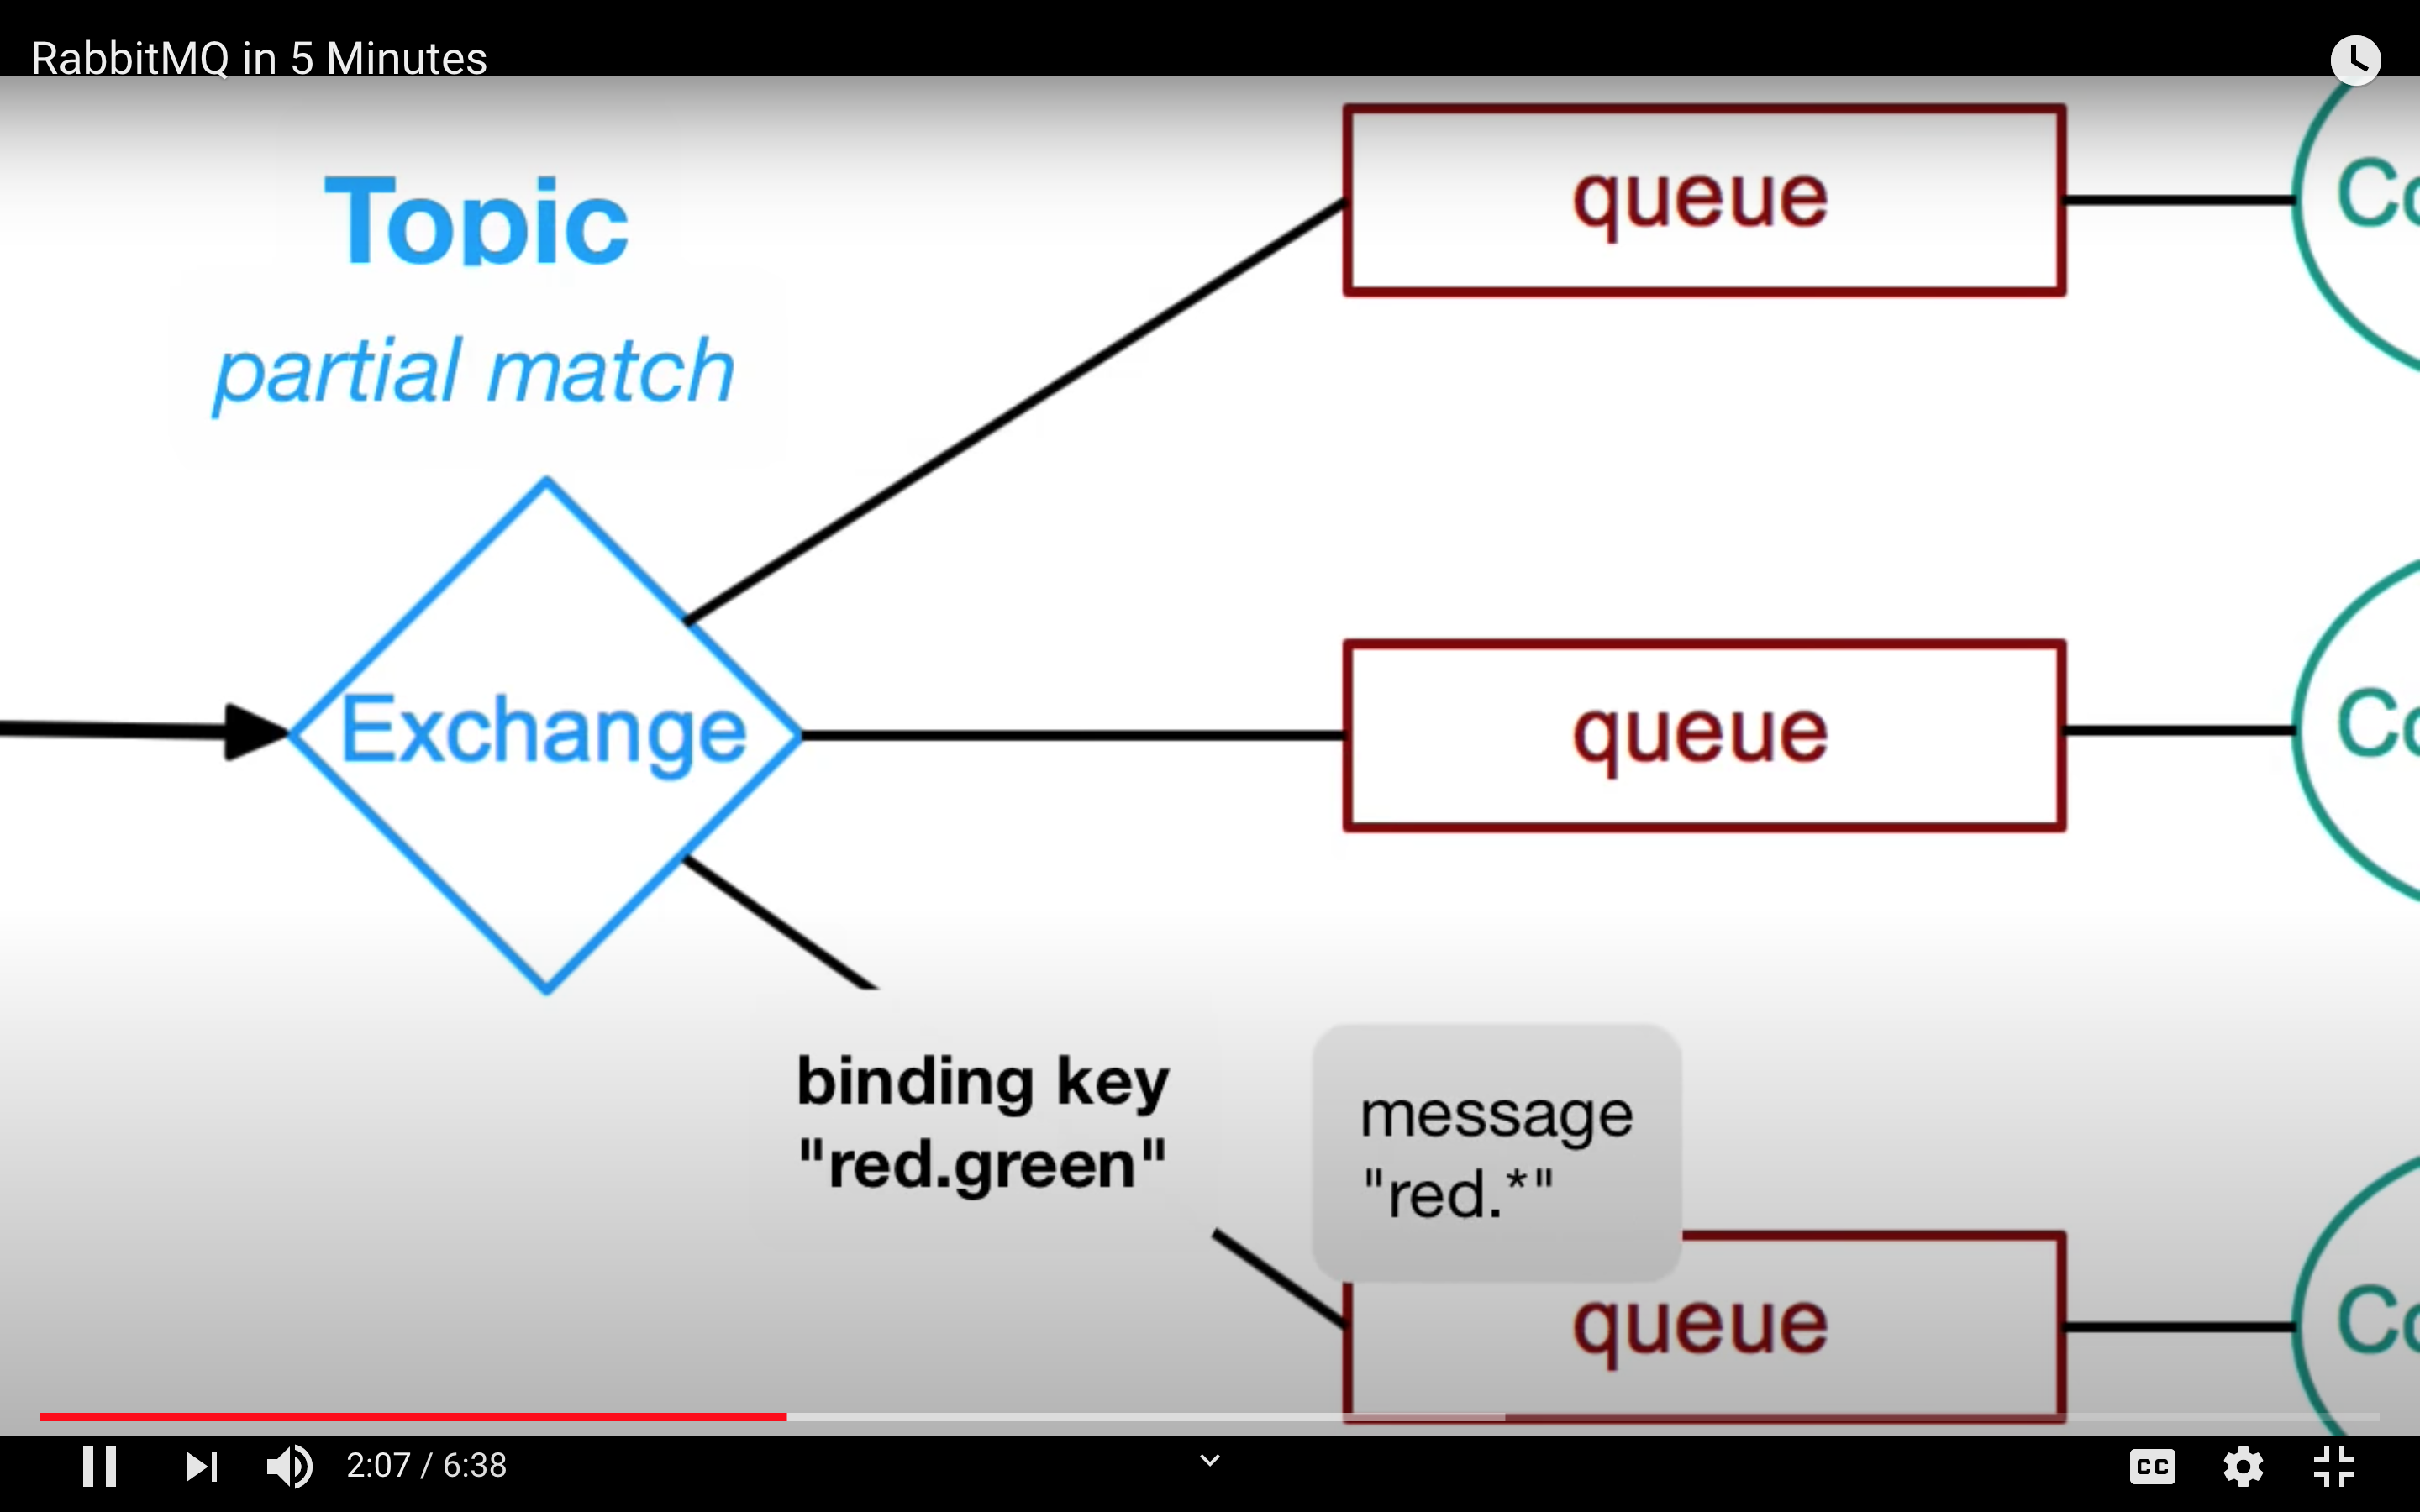 RabbitMQ in 5 Minutes
Topic
partial match
Exchange
queue
queue
binding key
"red.green"
message
"red.*"
queue
Co
Co
Co
2:07 / 6:38
CC